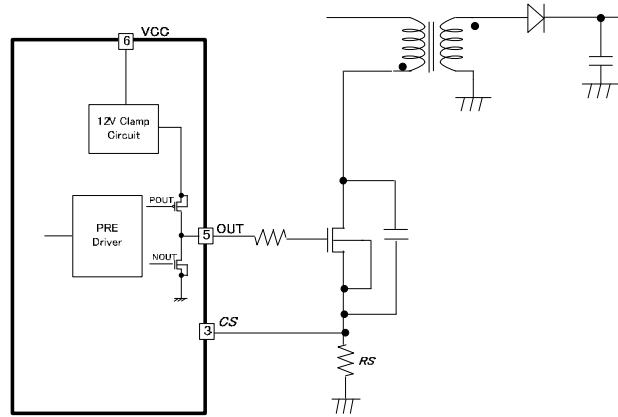 6 VCC
12V Clamp
Circuit
POUT
PRE
Driver
5 OUT
NOUT
3 CS
RS